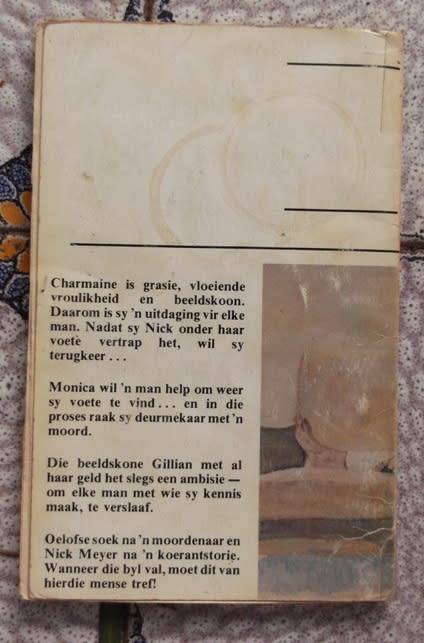 Charmaine is grasie, vloeiende
vroulikheid en beeldskoon.
Daarom is sy 'n uitdaging vir elke
man. Nadat sy Nick onder haar
voete vertrap het, wil sy
terugkeer . . .
Monica wil 'n man help om weer
sy voete te vind . . . en in die
proses raak sy deurmekaar met 'n
moord.
Die beeldskone Gillian met al
haar geld het slegs een ambisie —
om elke man met wie sy kennis
maak, te verslaaf.
Oelofse soek na 'n moordenaar en
Nick Meyer na 'n koerantstorie.
Wanneer die byl val, moet dit van
hierdie mense tref!